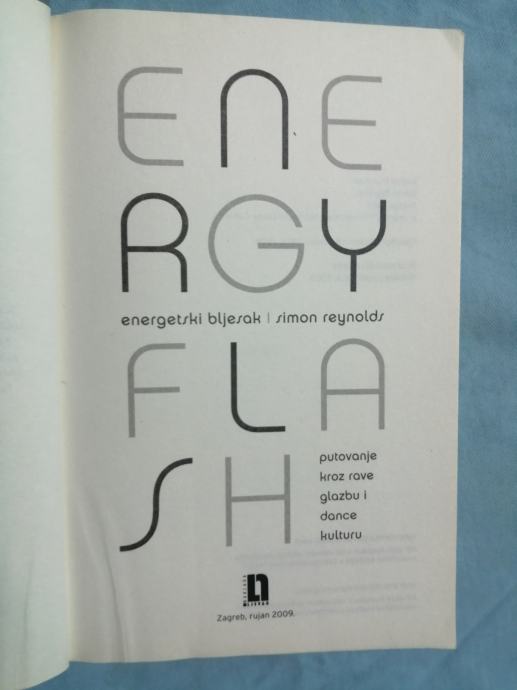 ENE
RGY
energetski bljesak | simon reynolds
FLA
SH
putovanje
kroz rave
glazbu i
dance
kulturu
Zagreb, rujan 2009.